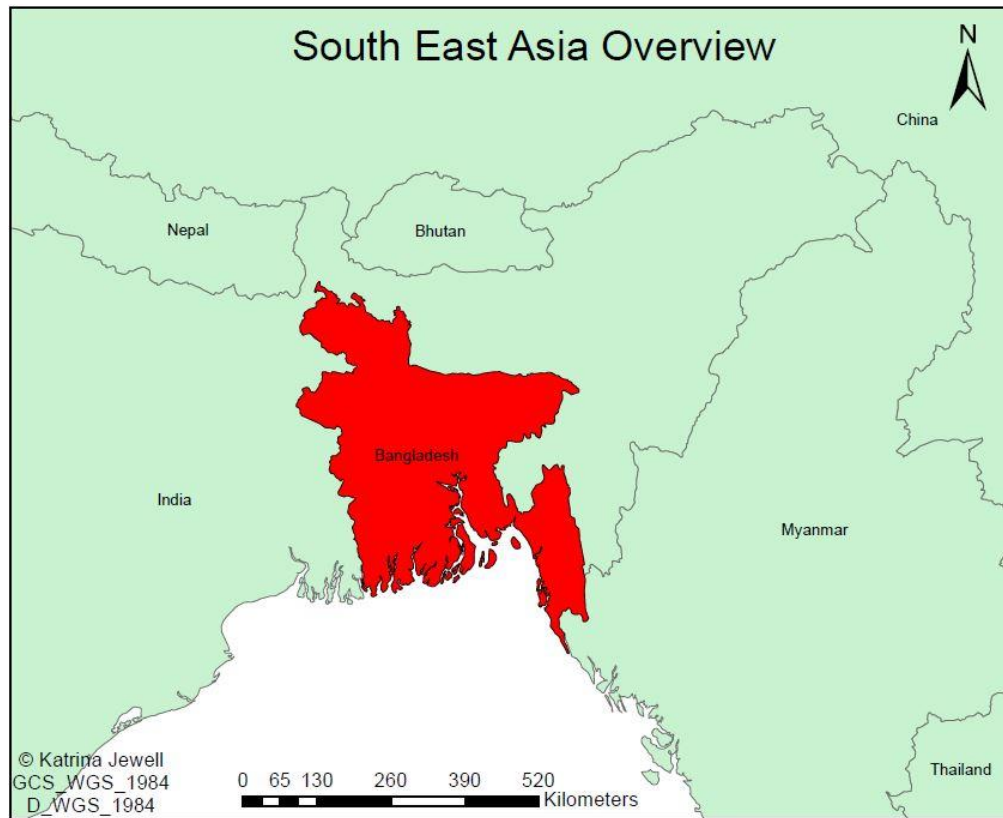 South East Asia Overview
N
China
Nepal
Bhutan
Bangladesh
India
Myanmar
Thailand
© Katrina Jewell
GCS_WGS_1984
D_WGS_1984
0 65 130 260 390 520
Kilometers